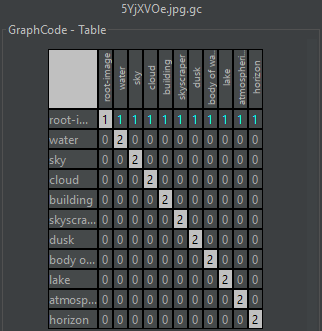 5YjXVOe.jpg.gc
GraphCode - Table
root-image water sky cloud building skyscraper dusk body of wa... lake atmospheri... horizon
root-i... 1 1 1 1 1 1 1 1 1 1 1
water 0 2 0 0 0 0 0 0 0 0 0
sky 0 0 2 0 0 0 0 0 0 0 0
cloud 0 0 0 2 0 0 0 0 0 0 0
building 0 0 0 0 2 0 0 0 0 0 0
skyscra... 0 0 0 0 0 2 0 0 0 0 0
dusk 0 0 0 0 0 0 2 0 0 0 0
body o... 0 0 0 0 0 0 0 2 0 0 0
lake 0 0 0 0 0 0 0 0 2 0 0
atmosp... 0 0 0 0 0 0 0 0 0 2 0
horizon 0 0 0 0 0 0 0 0 0 0 2